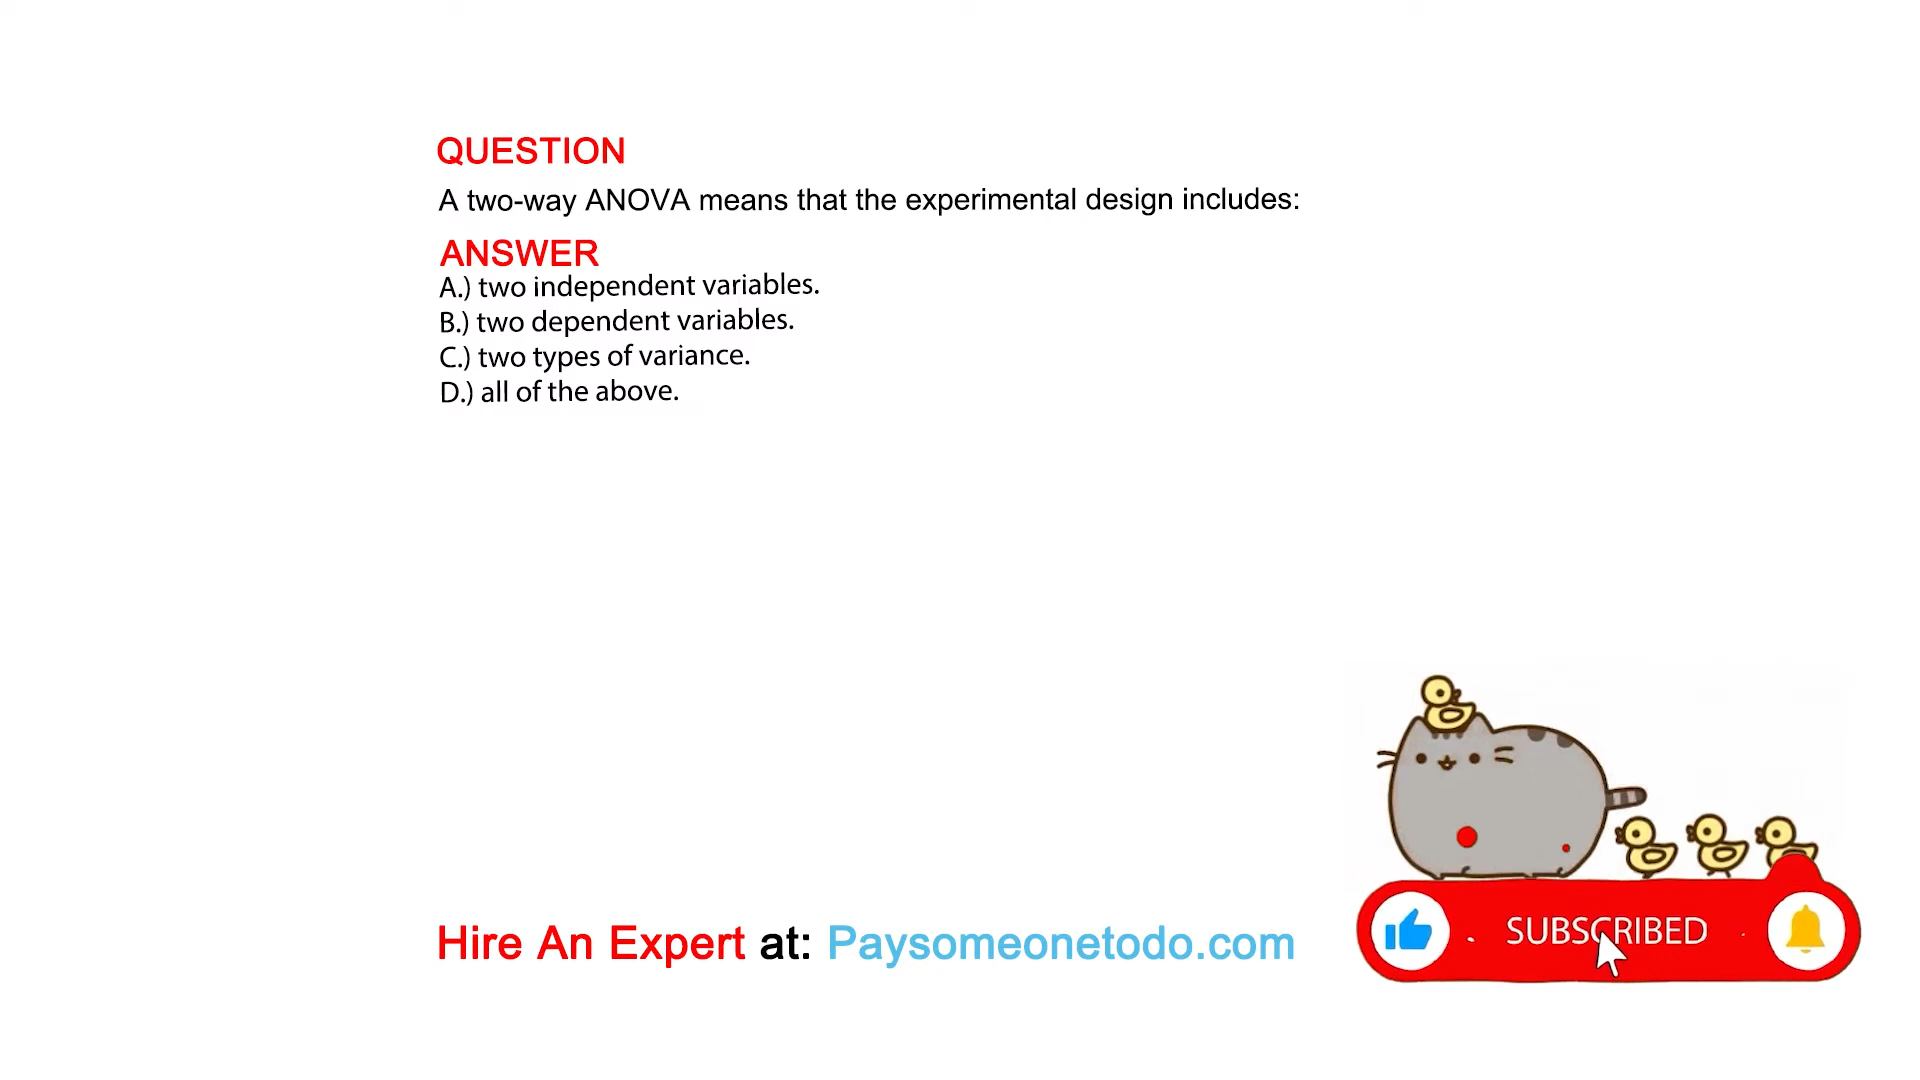 QUESTION
A two-way ANOVA means that the experimental design includes:
ANSWER
A.) two independent variables.
B.) two dependent variables.
C.) two types of variance.
D.) all of the above.
Hire An Expert at: Paysomeonetodo.com
SUBSCRIBED